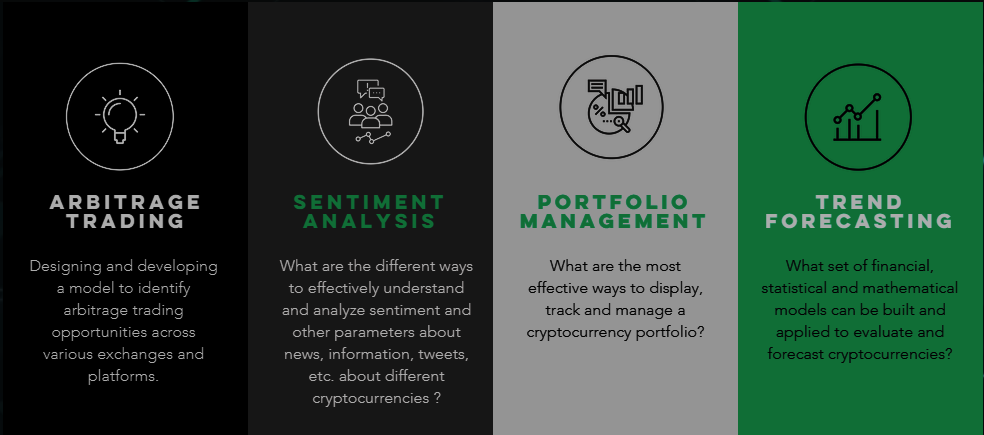 ARBITRAGE
TRADING
Designing and developing
a model to identify
arbitrage trading
opportunities across
various exchanges and
platforms.
SENTIMENT
ANALYSIS
What are the different ways
to effectively understand
and analyze sentiment and
other parameters about
news, information, tweets,
etc. about different
cryptocurrencies ?
PORTFOLIO
MANAGEMENT
What are the most
effective ways to display,
track and manage a
cryptocurrency portfolio?
TREND
FORECASTING
What set of financial,
statistical and mathematical
models can be built and
applied to evaluate and
forecast cryptocurrencies?